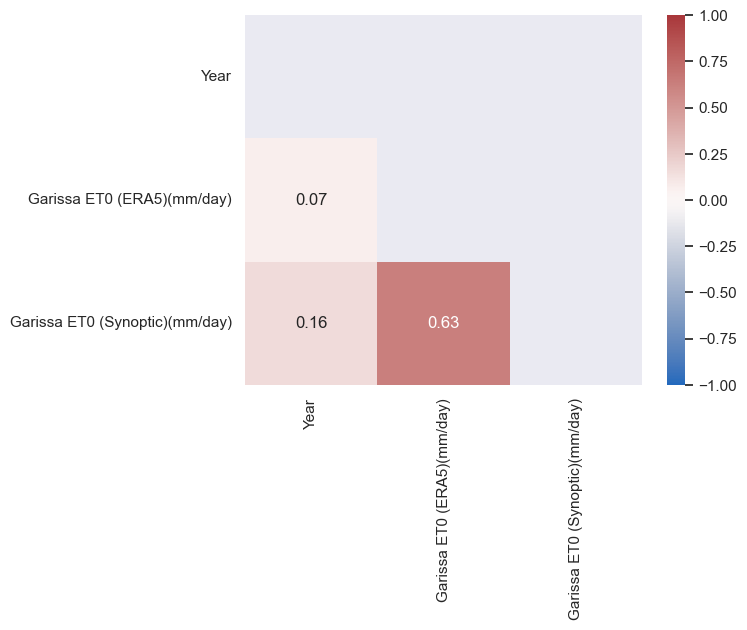 Year
Garissa ET0 (ERA5)(mm/day)
Garissa ET0 (Synoptic)(mm/day)
0.07
0.16
0.63
Year
Garissa ET0 (ERA5)(mm/day)
Garissa ET0 (Synoptic)(mm/day)
1.00
0.75
0.50
0.25
0.00
−0.25
−0.50
−0.75
−1.00